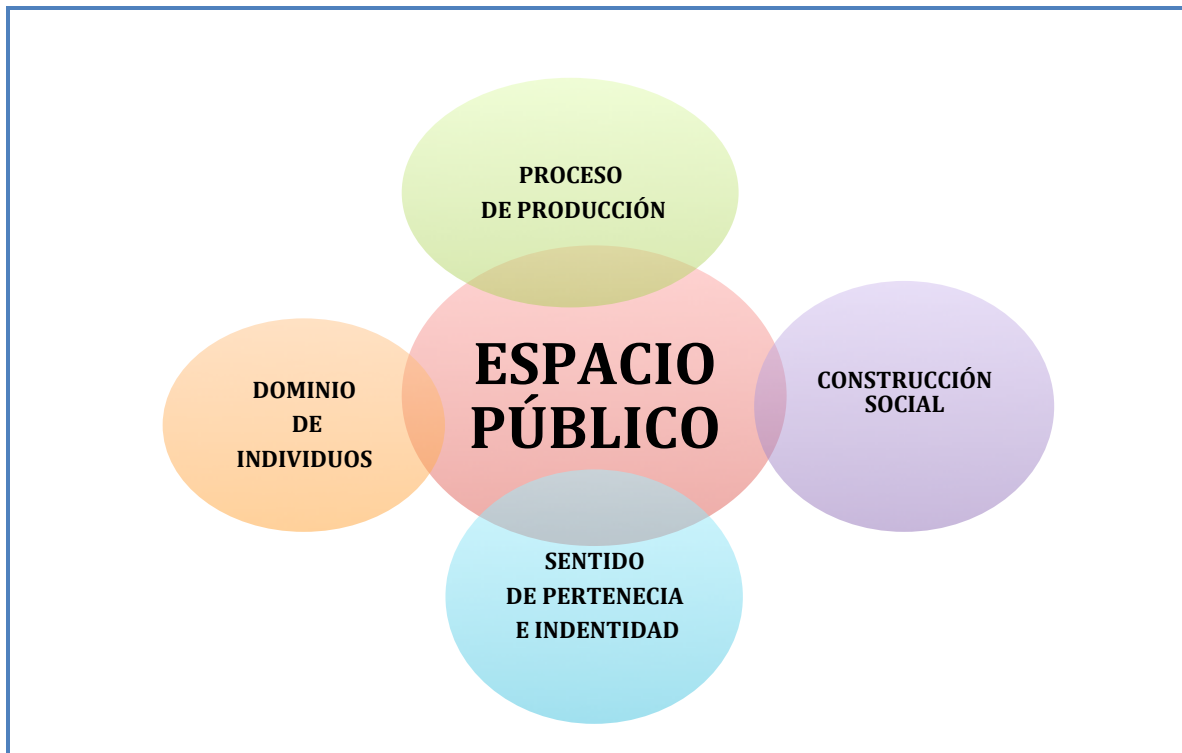 PROCESO
DE PRODUCCIÓN
ESPACIO
PÚBLICO
DOMINIO
DE
INDIVIDUOS
CONSTRUCCIÓN
SOCIAL
SENTIDO
DE PERTENECIA
E INDENTIDAD